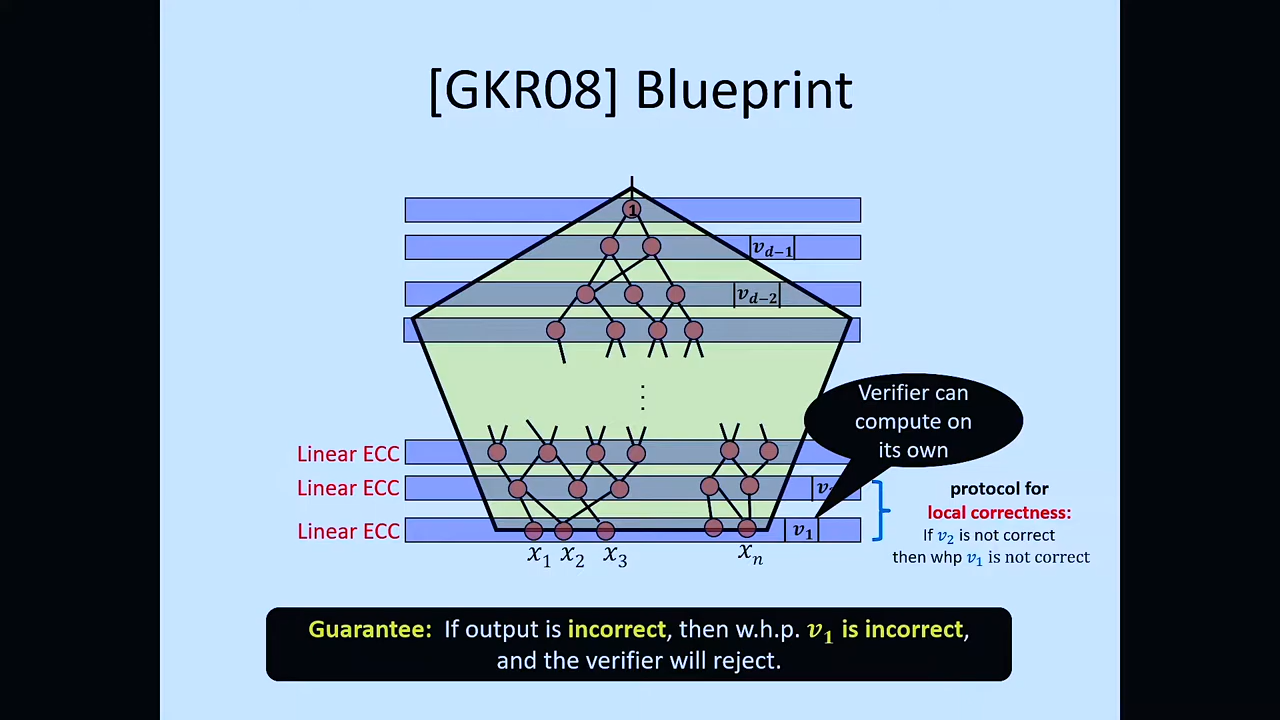 [GKR08] Blueprint
1
v_{d-1}
v_{d-2}
⋮
Verifier can
compute on
its own
Linear ECC
Linear ECC
Linear ECC
v_1
protocol for
local correctness:
If v_2 is not correct
then whp v_1 is not correct
x_1 x_2 x_3 x_n
Guarantee: If output is incorrect, then w.h.p. v_1 is incorrect,
and the verifier will reject.